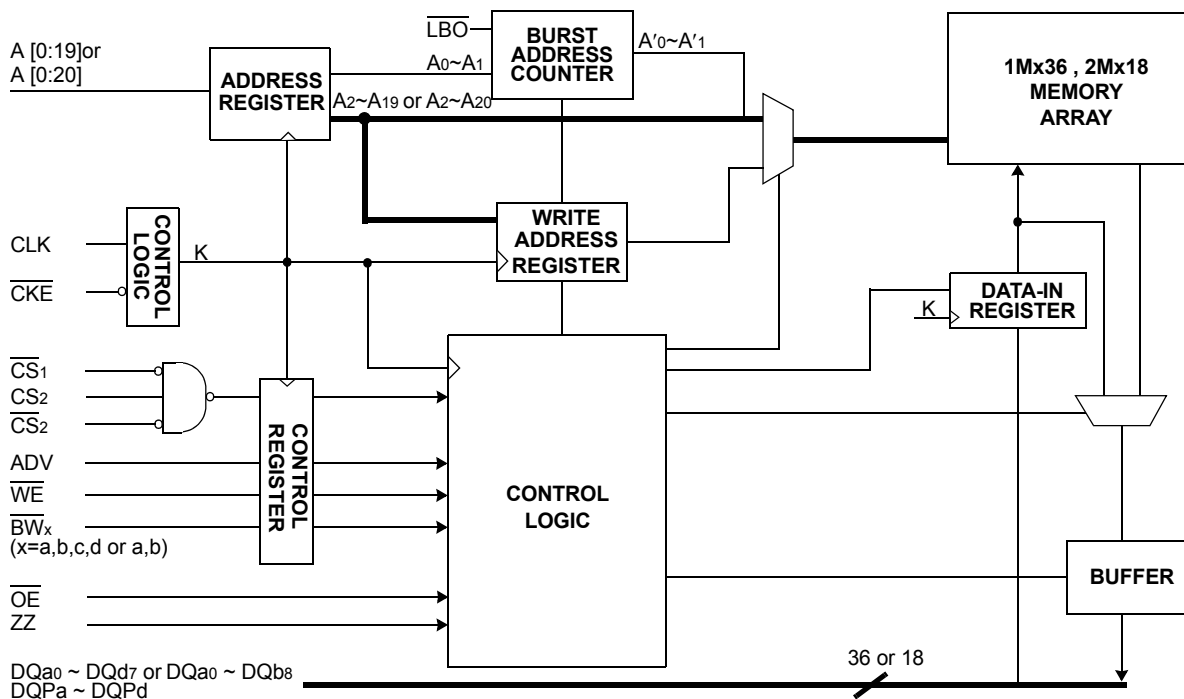 A [0:19]or
A [0:20]
ADDRESS
REGISTER
LBO
A0~A1
A2~A19 or A2~A20
BURST
ADDRESS
COUNTER
A′0~A′1
1Mx36 , 2Mx18
MEMORY
ARRAY
CLK
CKE
CONTROL
LOGIC
K
WRITE
ADDRESS
REGISTER
K
DATA-IN
REGISTER
CS1
CS2
CS2
ADV
WE
BWx
(x=a,b,c,d or a,b)
CONTROL
REGISTER
CONTROL
LOGIC
BUFFER
OE
ZZ
DQa0 ~ DQd7 or DQa0 ~ DQb8
DQPa ~ DQPd
36 or 18